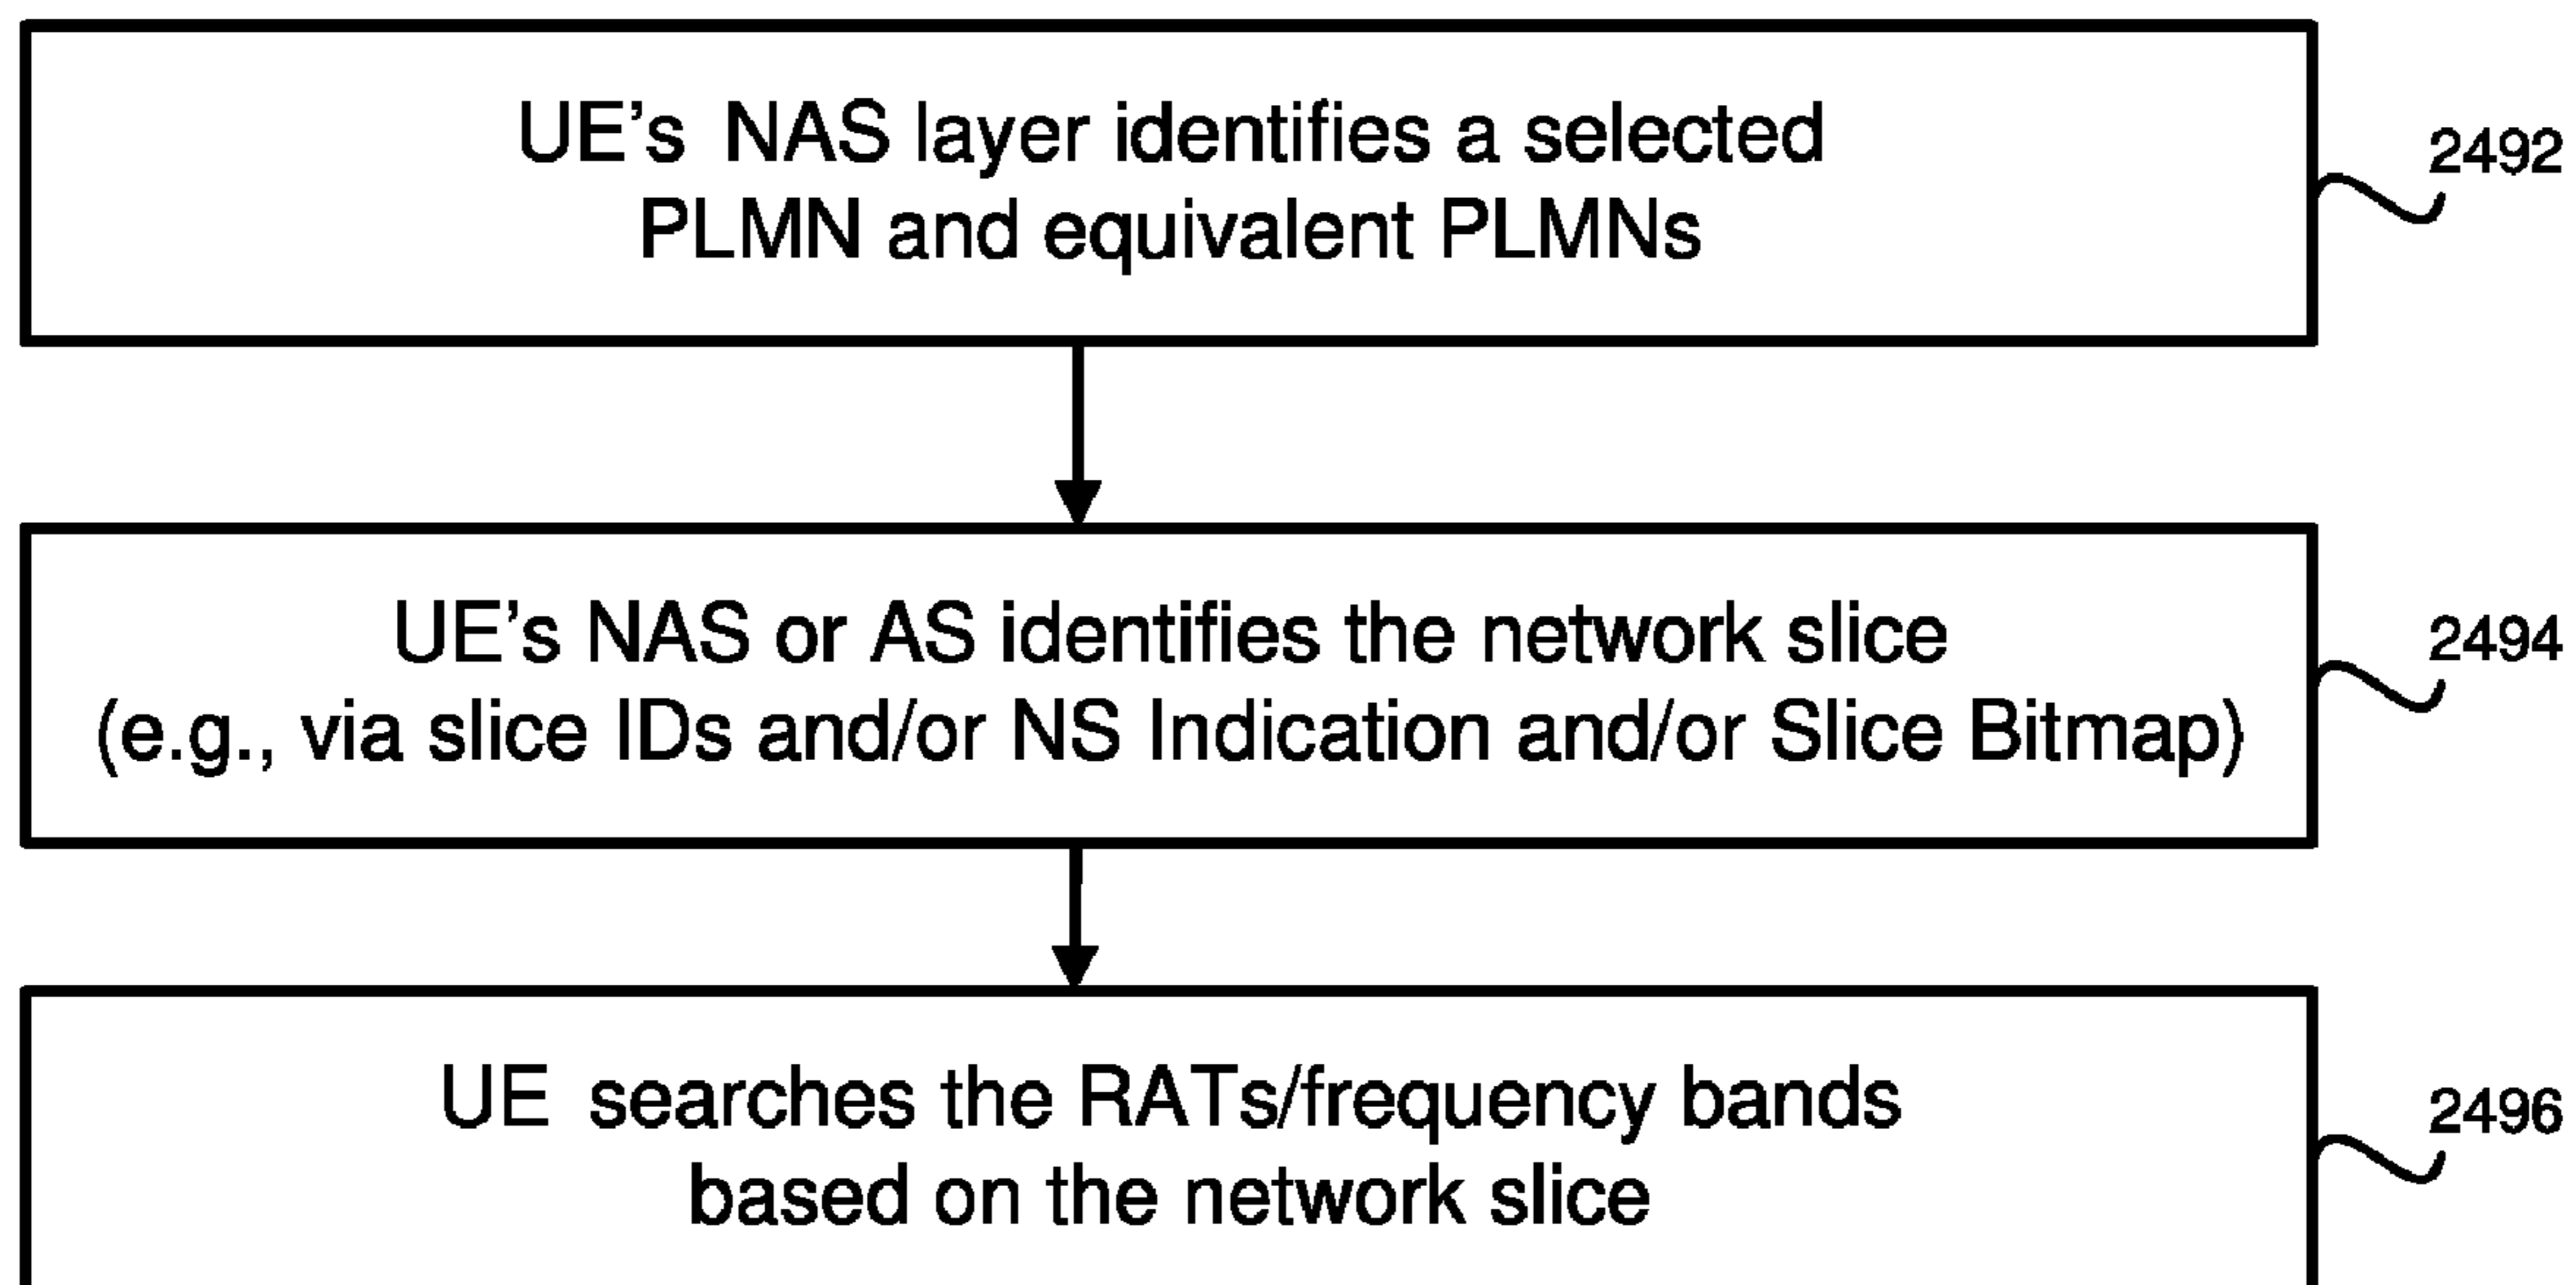 UE's NAS layer identifies a selected
PLMN and equivalent PLMNs
2492
UE's NAS or AS identifies the network slice
(e.g., via slice IDs and/or NS Indication and/or Slice Bitmap)
2494
UE searches the RATs/frequency bands
based on the network slice
2496